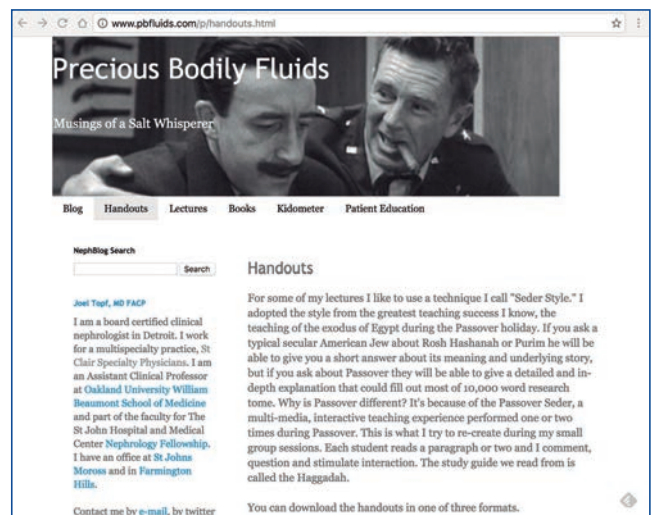 www.pbfluids.com/p/handouts.html
Precious Bodily Fluids
Musings of a Salt Whisperer
Blog Handouts Lectures Books Kidometer Patient Education
NephBlog Search
Search
Joel Topf, MD FACP
I am a board certified clinical
nephrologist in Detroit. I work
for a multispecialty practice, St
Clair Specialty Physicians. I am
an Assistant Clinical Professor
at Oakland University William
Beaumont School of Medicine
and part of the faculty for The
St John Hospital and Medical
Center Nephrology Fellowship.
I have an office at St Johns
Moross and in Farmington
Hills.
Contact me by e-mail, by twitter
Handouts
For some of my lectures I like to use a technique I call "Seder Style." I
adopted the style from the greatest teaching success I know, the
teaching of the exodus of Egypt during the Passover holiday. If you ask a
typical secular American Jew about Rosh Hashanah or Purim he will be
able to give you a short answer about its meaning and underlying story,
but if you ask about Passover they will be able to give a detailed and in-
depth explanation that could fill out most of 10,000 word research
tome. Why is Passover different? It's because of the Passover Seder, a
multi-media, interactive teaching experience performed one or two
times during Passover. This is what I try to re-create during my small
group sessions. Each student reads a paragraph or two and I comment,
question and stimulate interaction. The study guide we read from is
called the Haggadah.
You can download the handouts in one of three formats.